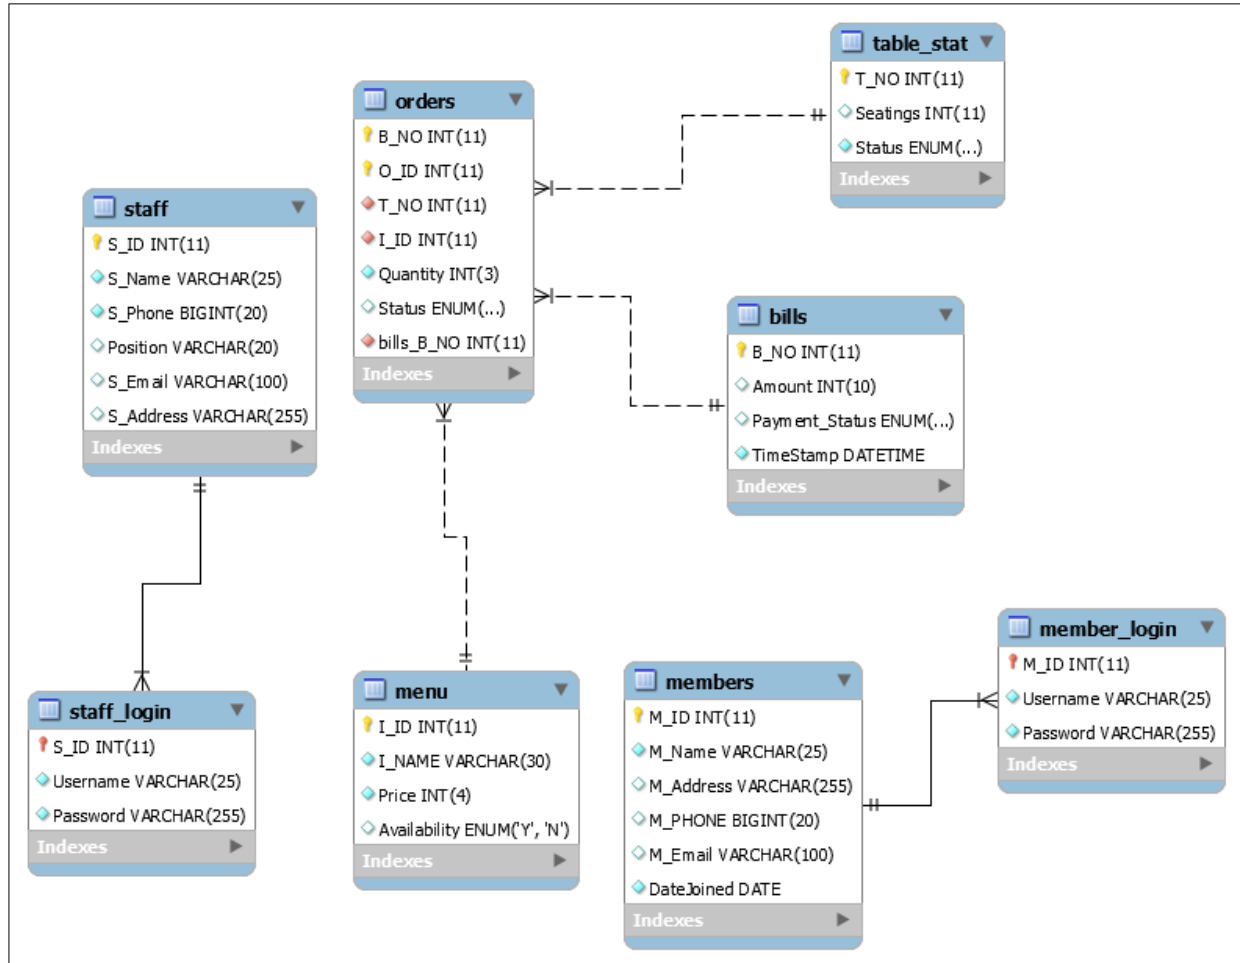 table_stat
T_NO INT(11)
Seatings INT(11)
Status ENUM(...)
Indexes
orders
B_NO INT(11)
O_ID INT(11)
T_NO INT(11)
I_ID INT(11)
Quantity INT(3)
Status ENUM(...)
bills_B_NO INT(11)
Indexes
staff
S_ID INT(11)
S_Name VARCHAR(25)
S_Phone BIGINT(20)
Position VARCHAR(20)
S_Email VARCHAR(100)
S_Address VARCHAR(255)
Indexes
bills
B_NO INT(11)
Amount INT(10)
Payment_Status ENUM(...)
TimeStamp DATETIME
Indexes
staff_login
S_ID INT(11)
Username VARCHAR(25)
Password VARCHAR(255)
Indexes
menu
I_ID INT(11)
I_NAME VARCHAR(30)
Price INT(4)
Availability ENUM('Y', 'N')
Indexes
members
M_ID INT(11)
M_Name VARCHAR(25)
M_Address VARCHAR(255)
M_PHONE BIGINT(20)
M_Email VARCHAR(100)
DateJoined DATE
Indexes
member_login
M_ID INT(11)
Username VARCHAR(25)
Password VARCHAR(255)
Indexes